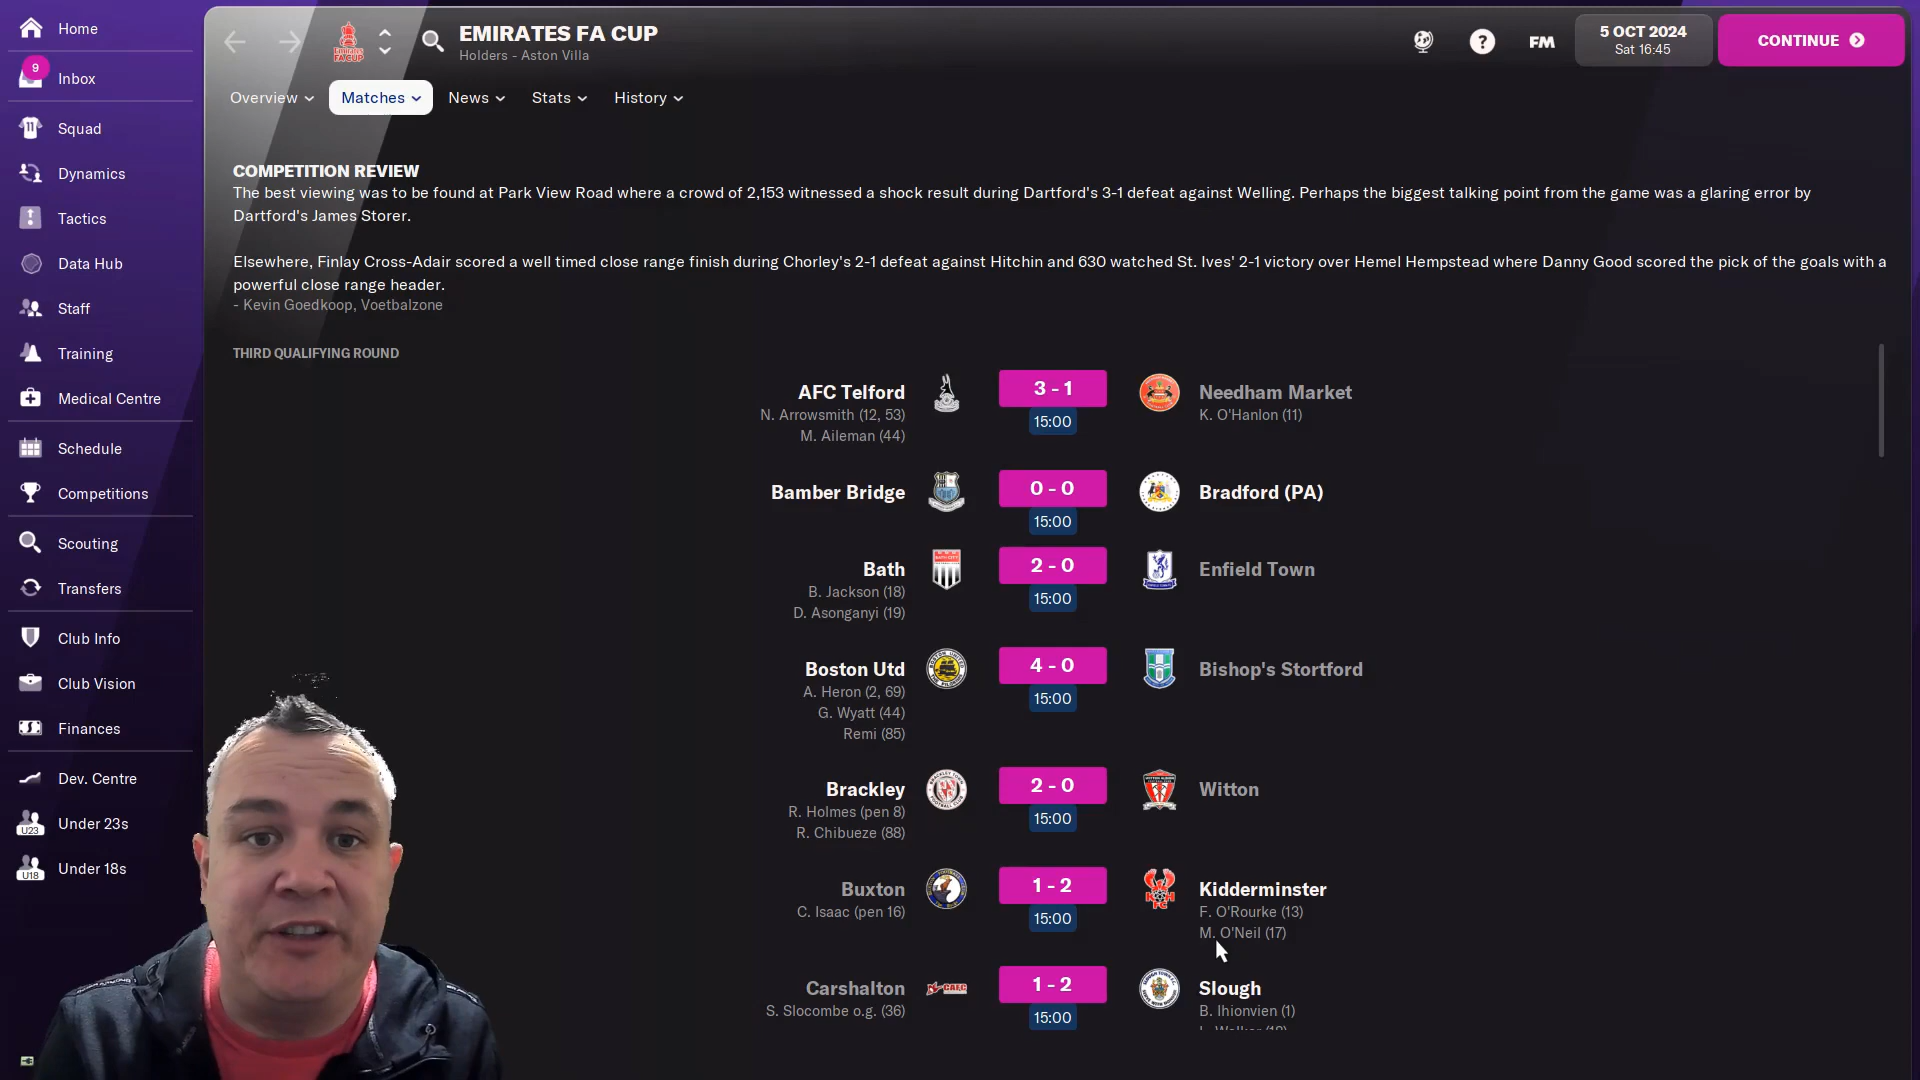 Home
9
Inbox
Squad
Dynamics
Tactics
Data Hub
Staff
Training
Medical Centre
Schedule
Competitions
Scouting
Transfers
Club Info
Club Vision
Finances
Dev. Centre
U23
Under 23s
U18
Under 18s
EMIRATES FA CUP
Holders - Aston Villa
?
FM
5 OCT 2024
Sat 16:45
CONTINUE
Overview
Matches
News
Stats
History
COMPETITION REVIEW
The best viewing was to be found at Park View Road where a crowd of 2,153 witnessed a shock result during Dartford's 3-1 defeat against Welling. Perhaps the biggest talking point from the game was a glaring error by
Dartford's James Storer.
Elsewhere, Finlay Cross-Adair scored a well timed close range finish during Chorley's 2-1 defeat against Hitchin and 630 watched St. Ives' 2-1 victory over Hemel Hempstead where Danny Good scored the pick of the goals with a
powerful close range header.
- Kevin Goedkoop, Voetbalzone
THIRD QUALIFYING ROUND
AFC Telford 3 - 1 Needham Market
N. Arrowsmith (12, 53) 15:00 K. O'Hanlon (11)
M. Aileman (44)
Bamber Bridge 0 - 0 Bradford (PA)
15:00
Bath 2 - 0 Enfield Town
B. Jackson (18) 15:00
D. Asonganyi (19)
Boston Utd 4 - 0 Bishop's Stortford
A. Heron (2, 69) 15:00
G. Wyatt (44)
Remi (85)
Brackley 2 - 0 Witton
R. Holmes (pen 8) 15:00
R. Chibueze (88)
Buxton 1 - 2 Kidderminster
C. Isaac (pen 16) 15:00 F. O'Rourke (13)
M. O'Neil (17)
Carshalton 1 - 2 Slough
S. Slocombe o.g. (36) 15:00 B. Ihionvien (1)